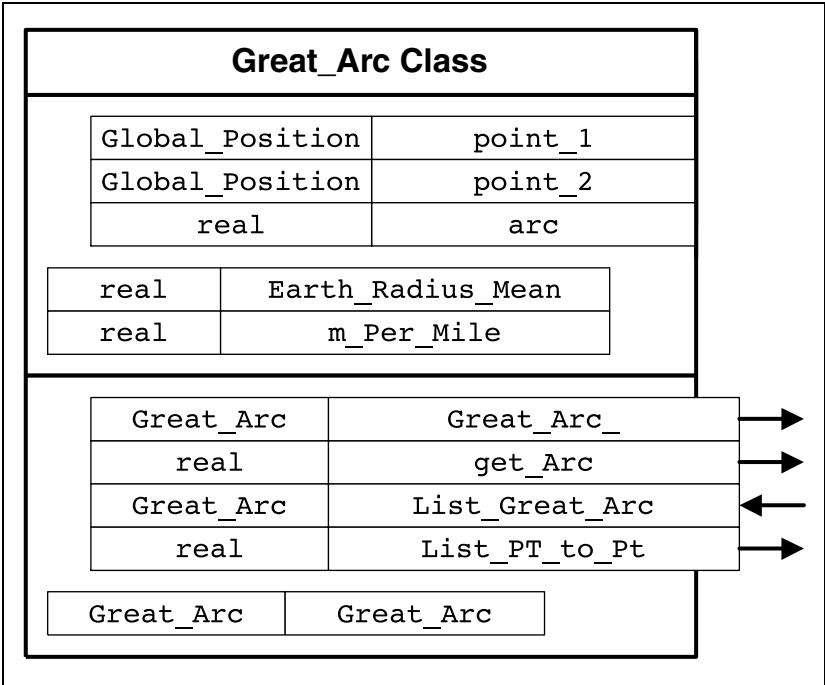 Great_Arc Class
Global_Position point_1
Global_Position point_2
real arc
real Earth_Radius_Mean
real m_Per_Mile
Great_Arc Great_Arc_
real get_Arc
Great_Arc List_Great_Arc
real List_PT_to_Pt
Great_Arc Great_Arc